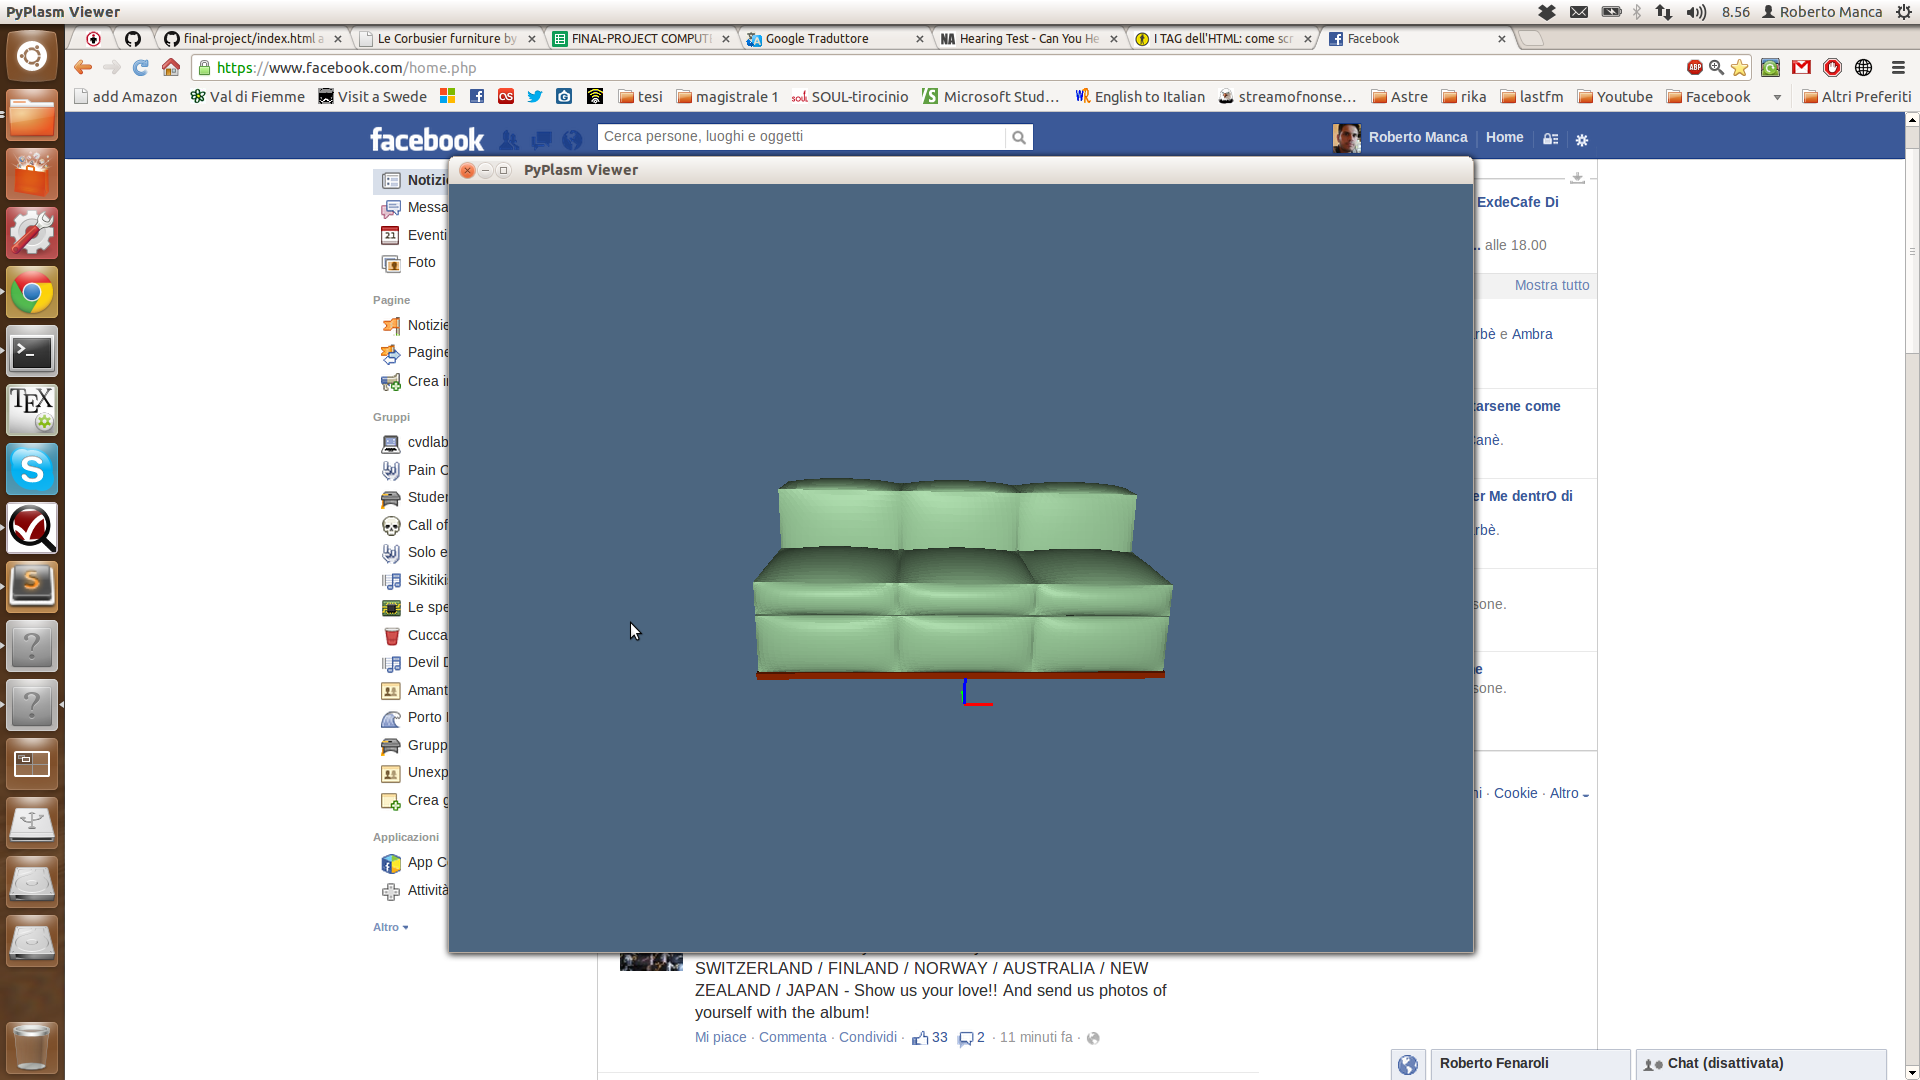 PyPlasm Viewer
8.56 Roberto Manca
final-project/index.html a
Le Corbusier furniture by
FINAL-PROJECT COMPUT
Google Traduttore
Hearing Test - Can You He
I TAG dell'HTML: come scr
Facebook
https://www.facebook.com/home.php
add Amazon
Val di Fiemme
Visit a Swede
tesi
magistrale 1
SOUL-tirocinio
Microsoft Stud...
English to Italian
streamofnonse...
Astre
rika
lastfm
Youtube
Facebook
Altri Preferiti
facebook
Cerca persone, luoghi e oggetti
Roberto Manca
Home
PyPlasm Viewer
Notizi
Messa
Eventi
Foto
Pagine
Notizie
Pagine
Crea i
Gruppi
cvdlab
Pain C
Studer
Call of
Solo e
Sikitiki
Le spe
Cucca
Devil D
Amant
Porto
Grupp
Unexp
Crea g
Applicazioni
App C
Attività
Altro
ExdeCafe Di
.. alle 18.00
Mostra tutto
rbè e Ambra
tarsene come
Canè.
er Me dentrO di
rbè.
sone.
ne
sone.
ni · Cookie · Altro
SWITZERLAND / FINLAND / NORWAY / AUSTRALIA / NEW
ZEALAND / JAPAN - Show us your love!! And send us photos of
yourself with the album!
Mi piace · Commenta · Condividi · 33 2 · 11 minuti fa ·
Roberto Fenaroli
Chat (disattivata)